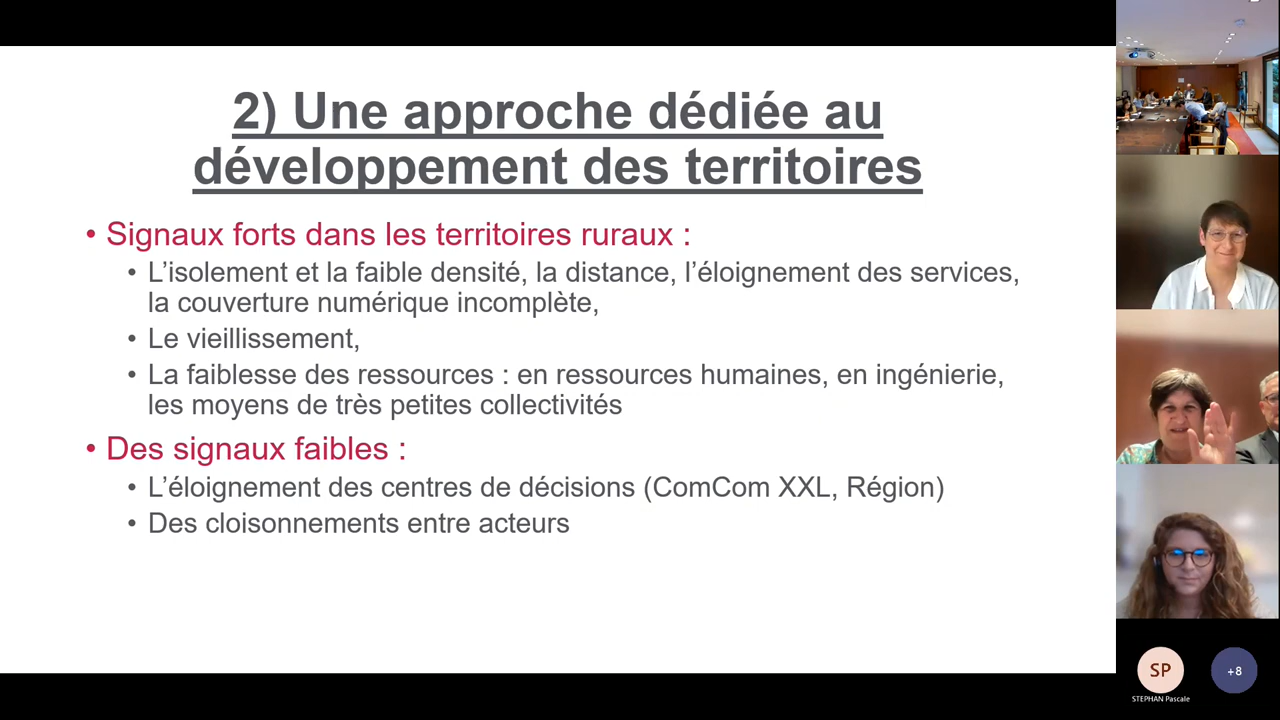 2) Une approche dédiée au
développement des territoires
• Signaux forts dans les territoires ruraux :
• L’isolement et la faible densité, la distance, l’éloignement des services,
la couverture numérique incomplète,
• Le vieillissement,
• La faiblesse des ressources : en ressources humaines, en ingénierie,
les moyens de très petites collectivités
• Des signaux faibles :
• L’éloignement des centres de décisions (ComCom XXL, Région)
• Des cloisonnements entre acteurs
SP
+8
STEPHAN Pascale